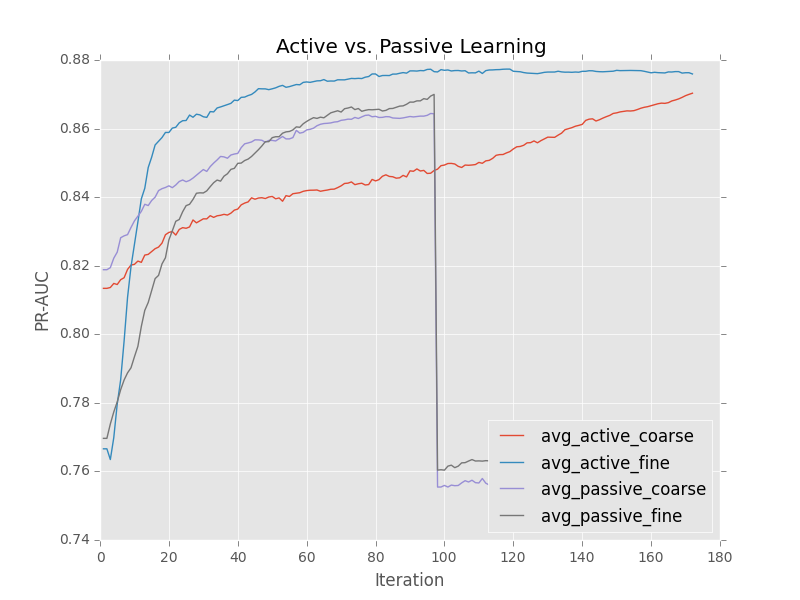 Active vs. Passive Learning
0.88
0.86
0.84
0.82
0.80
0.78
0.76
0.74
PR-AUC
avg_active_coarse
avg_active_fine
avg_passive_coarse
avg_passive_fine
0 20 40 60 80 100 120 140 160 180
Iteration